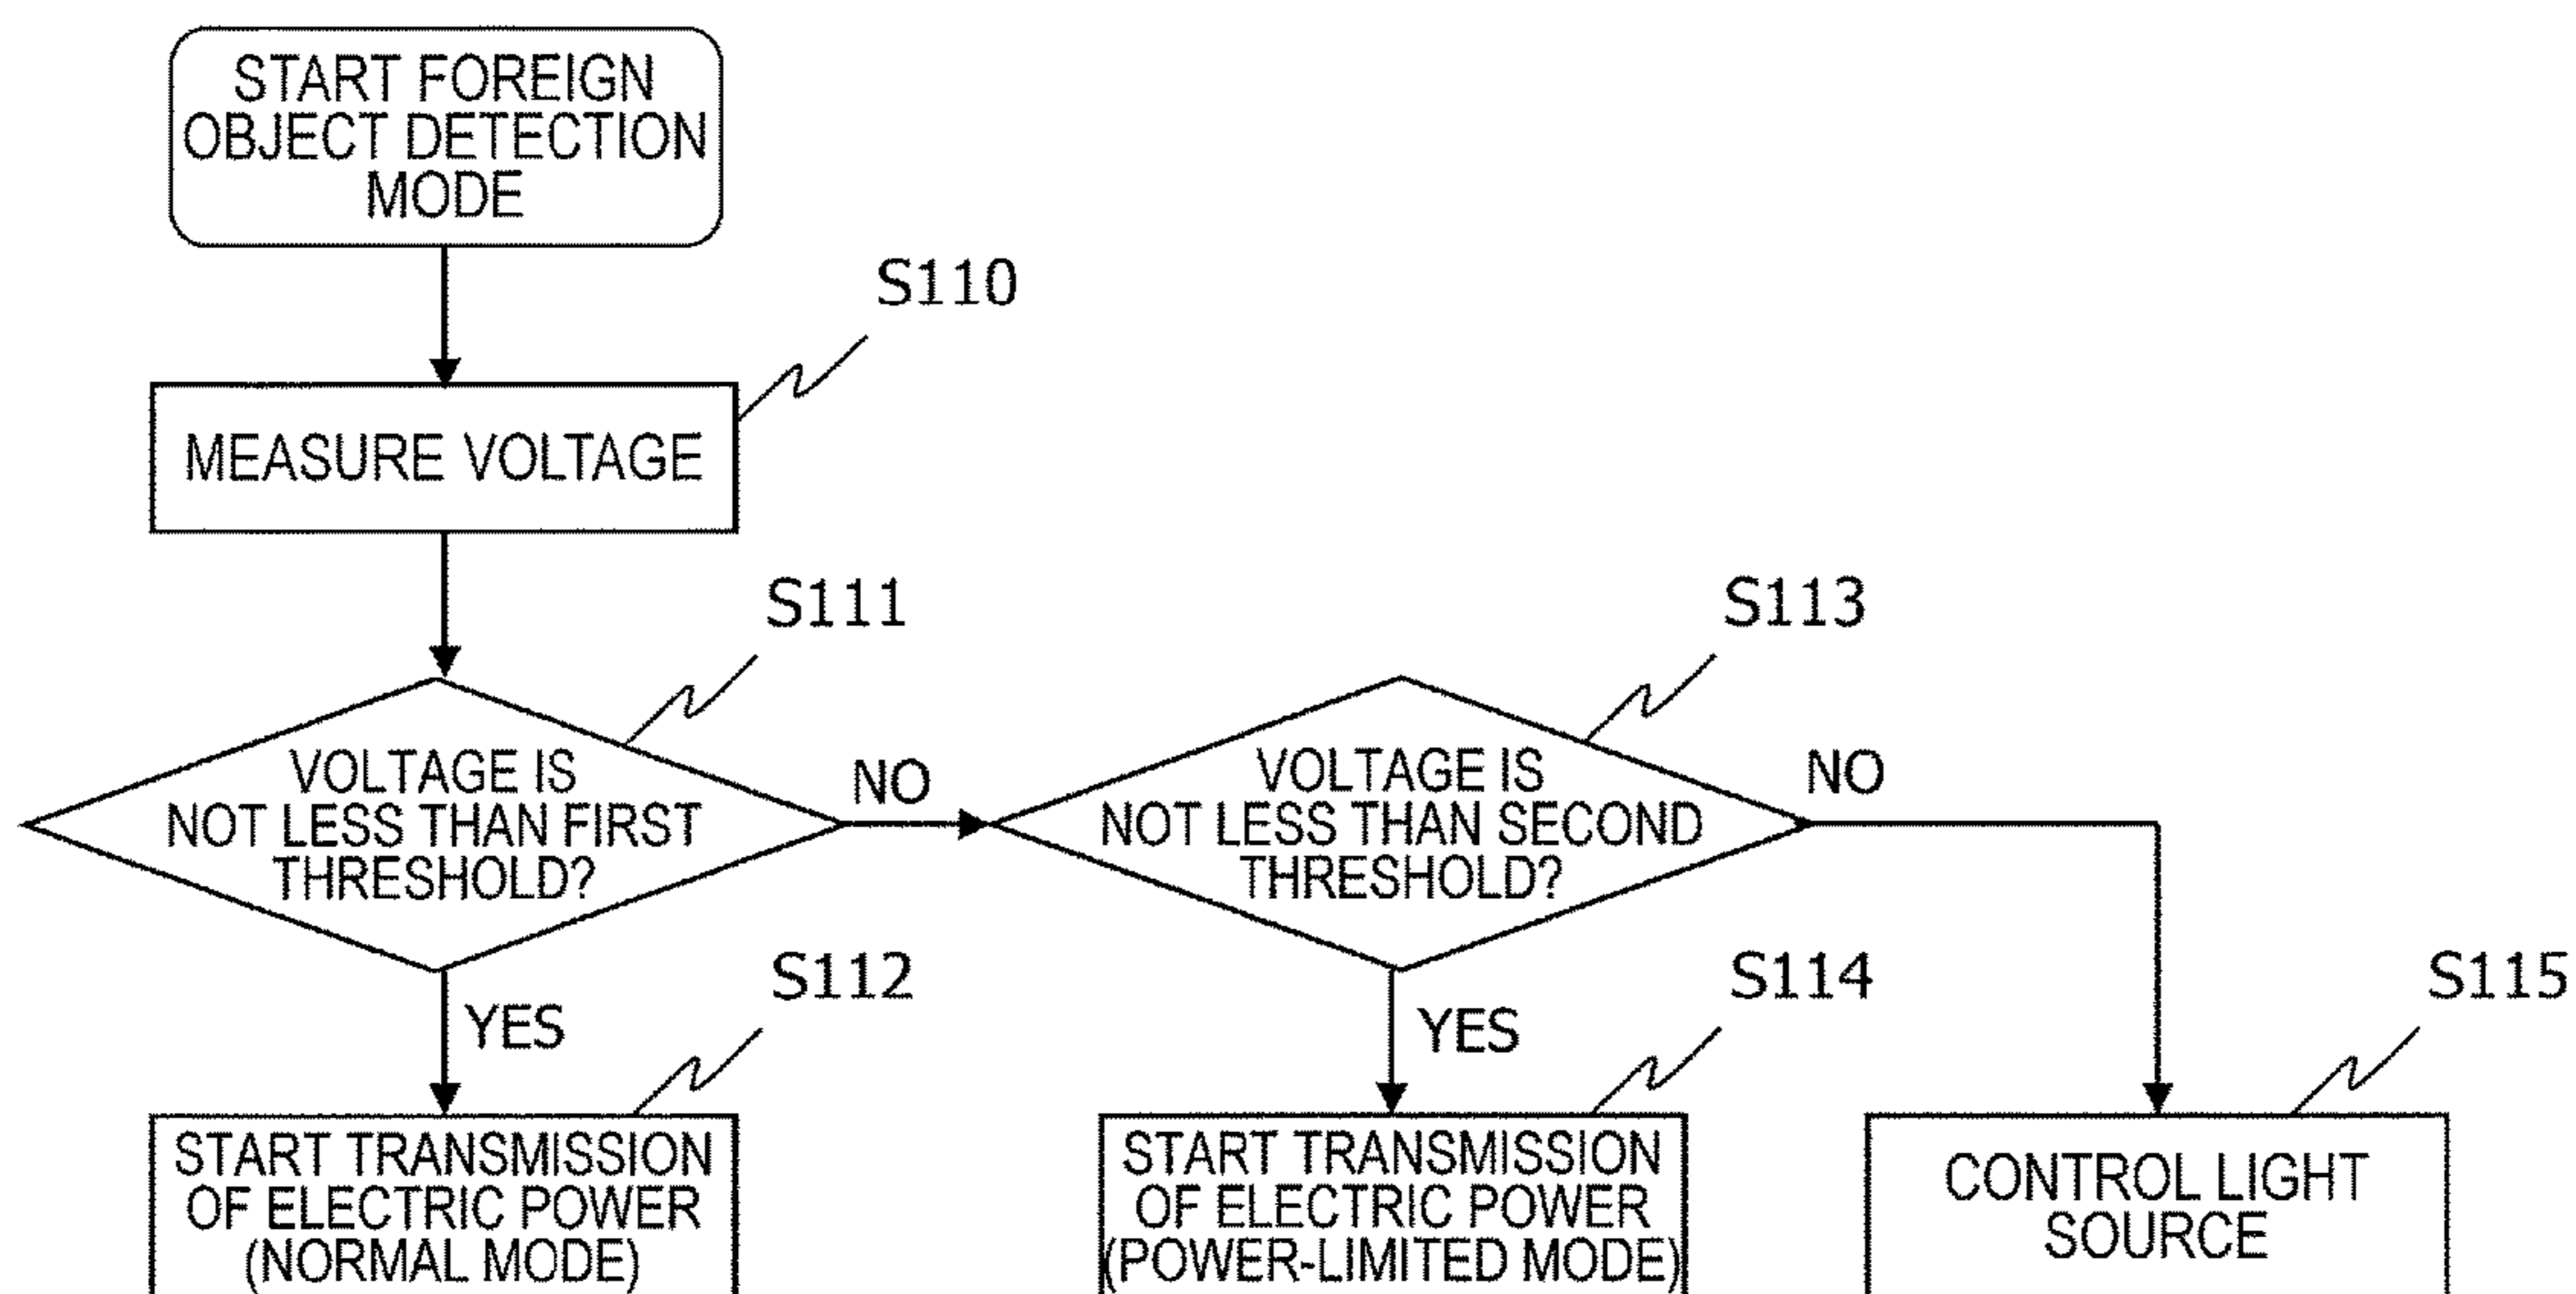 START FOREIGN
OBJECT DETECTION
MODE
S110
MEASURE VOLTAGE
S111
VOLTAGE IS
NOT LESS THAN FIRST
THRESHOLD?
NO
S113
VOLTAGE IS
NOT LESS THAN SECOND
THRESHOLD?
NO
YES
S112
START TRANSMISSION
OF ELECTRIC POWER
(NORMAL MODE)
YES
S114
START TRANSMISSION
OF ELECTRIC POWER
(POWER-LIMITED MODE)
S115
CONTROL LIGHT
SOURCE